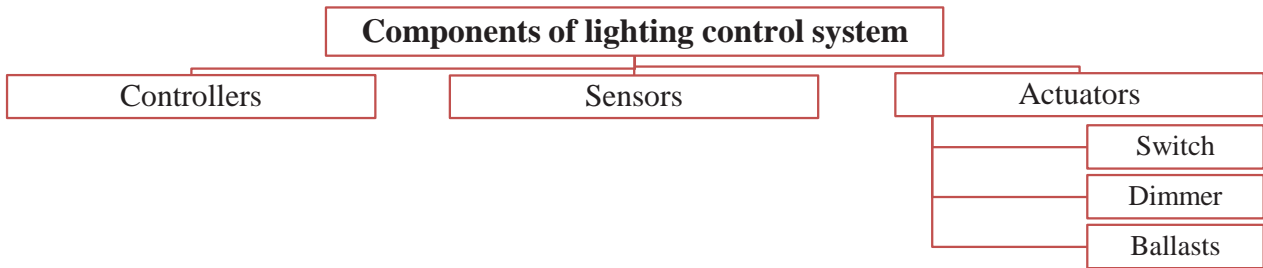 Components of lighting control system
Controllers
Sensors
Actuators
Switch
Dimmer
Ballasts